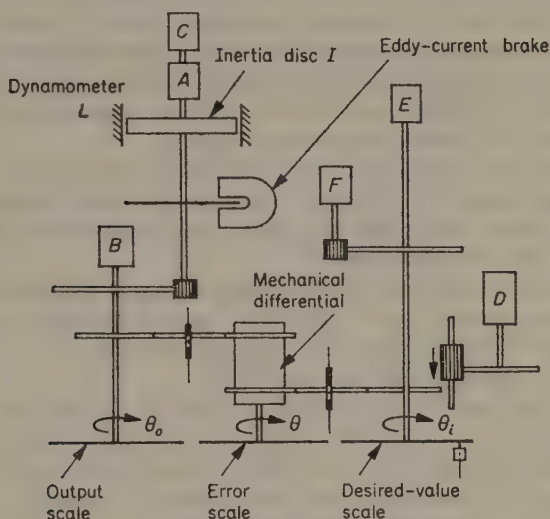 C
Eddy-current brake
Inertia disc I
A
Dynamometer
L
E
F
B
D
Mechanical
differential
θo
θ
θi
Output
scale
Error
scale
Desired-value
scale